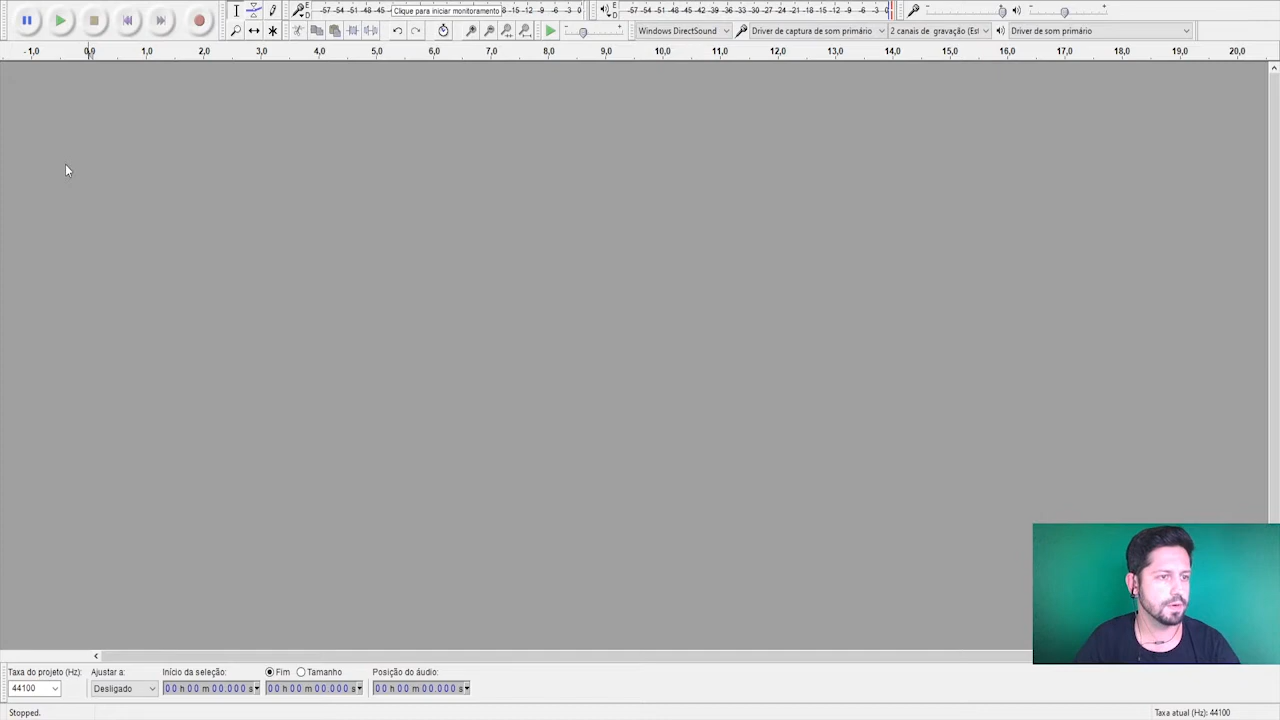 -57 -54 -51 -48 -45 Clique para iniciar monitoramento 8 -15 -12 -9 -6 -3 0
E
D
-57 -54 -51 -48 -45 -42 -39 -36 -33 -30 -27 -24 -21 -18 -15 -12 -9 -6 -3 0
Windows DirectSound
Driver de captura de som primário
2 canais de gravação (Est
Driver de som primário
-1,0 0,0 1,0 2,0 3,0 4,0 5,0 6,0 7,0 8,0 9,0 10,0 11,0 12,0 13,0 14,0 15,0 16,0 17,0 18,0 19,0 20,0
Taxa do projeto (Hz): Ajustar a: Início da seleção: Fim Tamanho Posição do áudio:
44100 Desligado 00 h 00 m 00.000 s 00 h 00 m 00.000 s 00 h 00 m 00.000 s
Stopped. Taxa atual (Hz): 44100